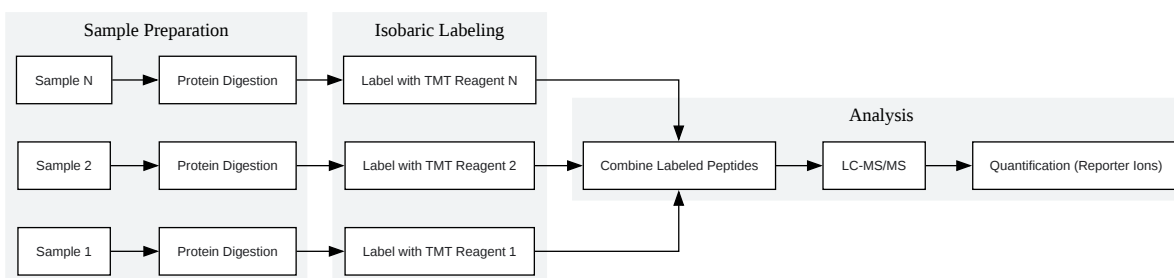 Sample Preparation
Isobaric Labeling
Sample N
Protein Digestion
Label with TMT Reagent N
Analysis
Sample 2
Protein Digestion
Label with TMT Reagent 2
Combine Labeled Peptides
LC-MS/MS
Quantification (Reporter Ions)
Sample 1
Protein Digestion
Label with TMT Reagent 1